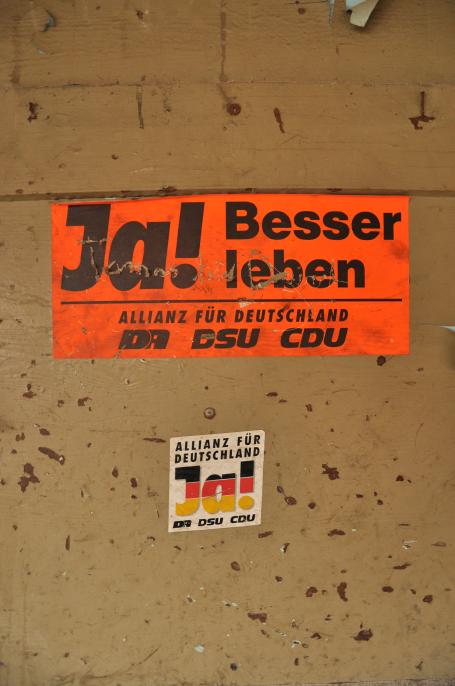 Ja! Besser
leben
ALLIANZ FÜR DEUTSCHLAND
DA DSU CDU
ALLIANZ FÜR
DEUTSCHLAND
Ja!
DA DSU CDU